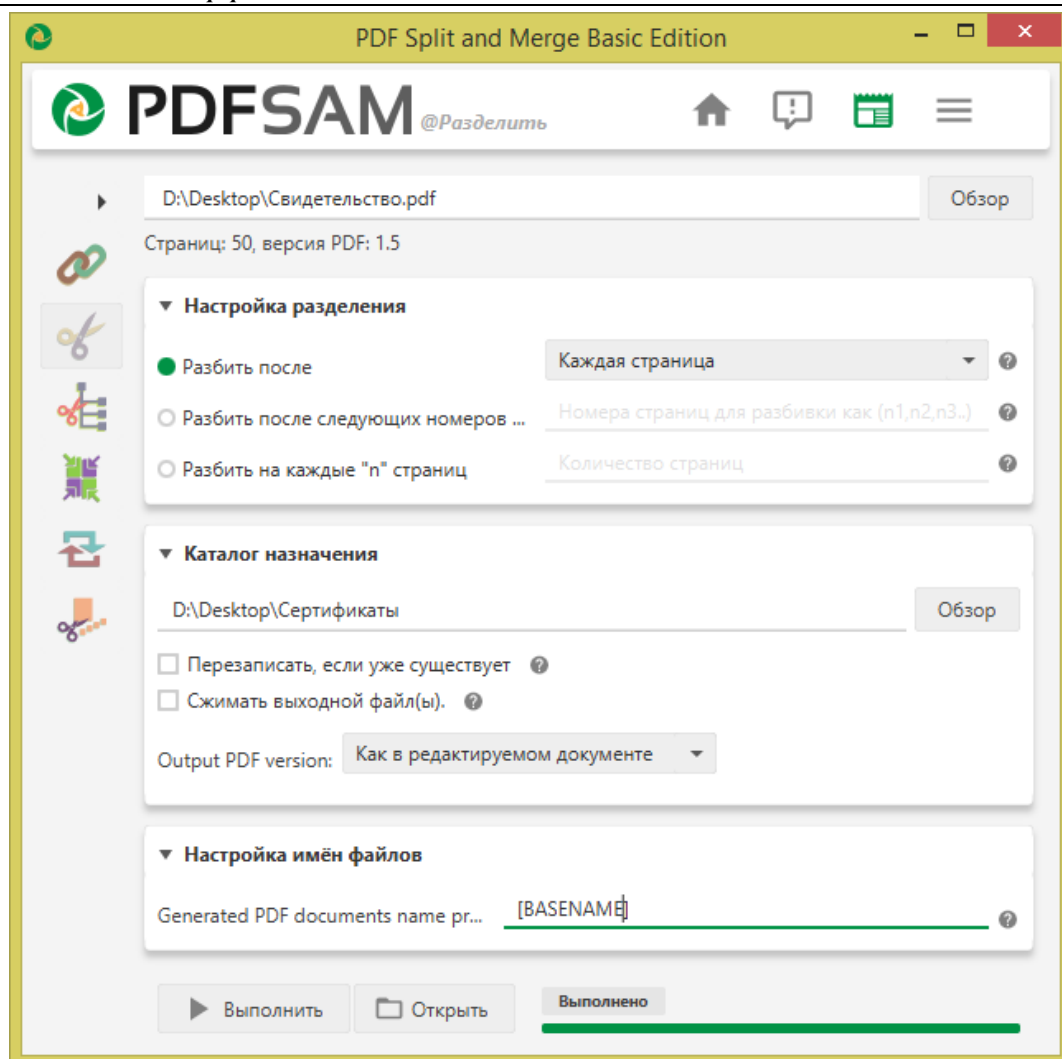 PDF Split and Merge Basic Edition
PDFSAM @Разделить
D:\Desktop\Свидетельство.pdf Обзор
Страниц: 50, версия PDF: 1.5
Настройка разделения
Разбить после Каждая страница
Разбить после следующих номеров ... Номера страниц для разбивки как (n1,n2,n3..)
Разбить на каждые "n" страниц Количество страниц
Каталог назначения
D:\Desktop\Сертификаты Обзор
Перезаписать, если уже существует
Сжимать выходной файл(ы).
Output PDF version: Как в редактируемом документе
Настройка имён файлов
Generated PDF documents name pr... [BASENAME]
Выполнить Открыть Выполнено